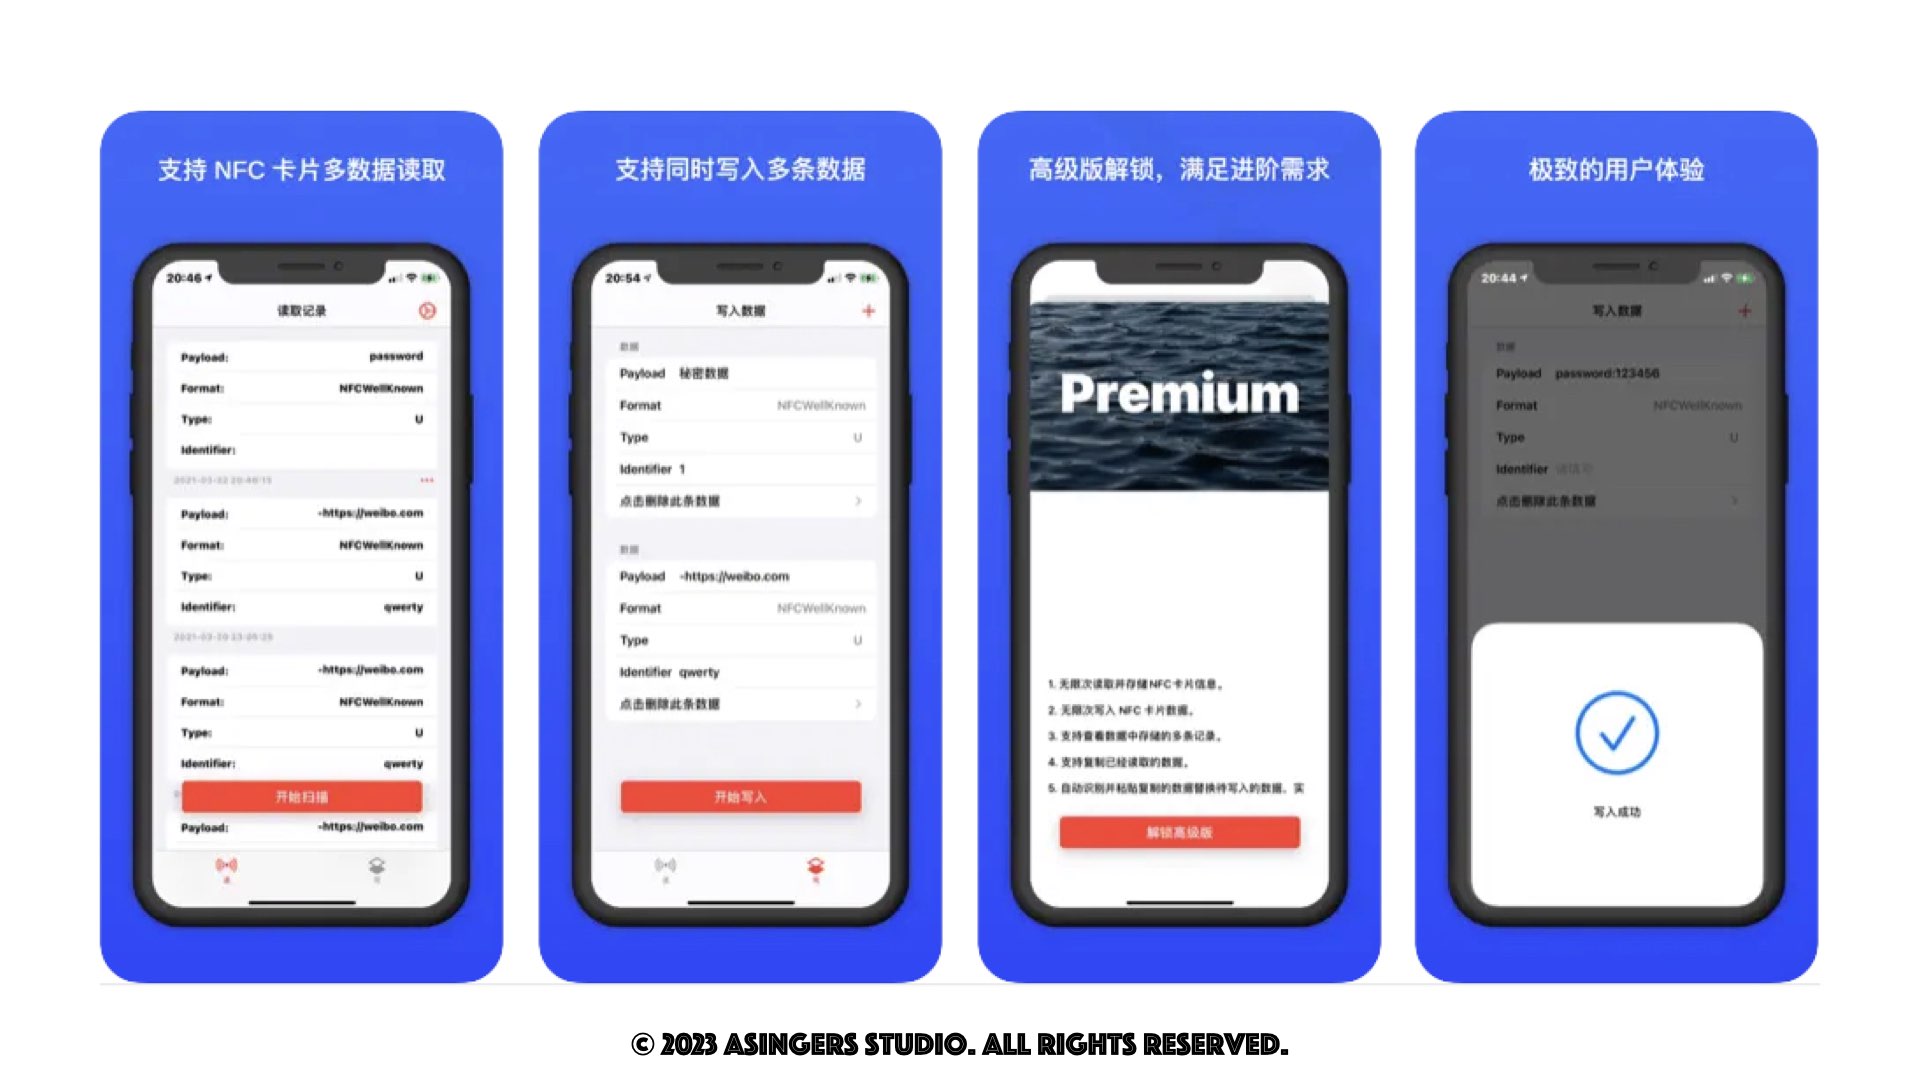 支持 NFC 卡片多数据读取
20:46
读取记录
Payload: password
Format: NFCWellKnown
Type: U
Identifier:
2021-03-22 20:46:15
Payload: -https://weibo.com
Format: NFCWellKnown
Type: U
Identifier: qwerty
Payload: -https://weibo.com
Format: NFCWellKnown
Type: U
Identifier: qwerty
开始扫描
Payload: -https://weibo.com
支持同时写入多条数据
20:54
写入数据
数据
Payload 秘密数据
Format NFCWellKnown
Type U
Identifier 1
点击删除此条数据
数据
Payload -https://weibo.com
Format NFCWellKnown
Type U
Identifier qwerty
点击删除此条数据
开始写入
高级版解锁，满足进阶需求
Premium
1. 无限次读取并存储NFC卡片信息。
2. 无限次写入 NFC 卡片数据。
3. 支持查看数据中存储的多条记录。
4. 支持复制已经读取的数据。
5. 自动识别并粘贴复制的数据替换待写入的数据。实
解锁高级版
极致的用户体验
20:44
写入数据
数据
Payload password:123456
Format NFCWellKnown
Type U
Identifier 请填写
点击删除此条数据
写入成功
© 2023 ASINGERS STUDIO. ALL RIGHTS RESERVED.